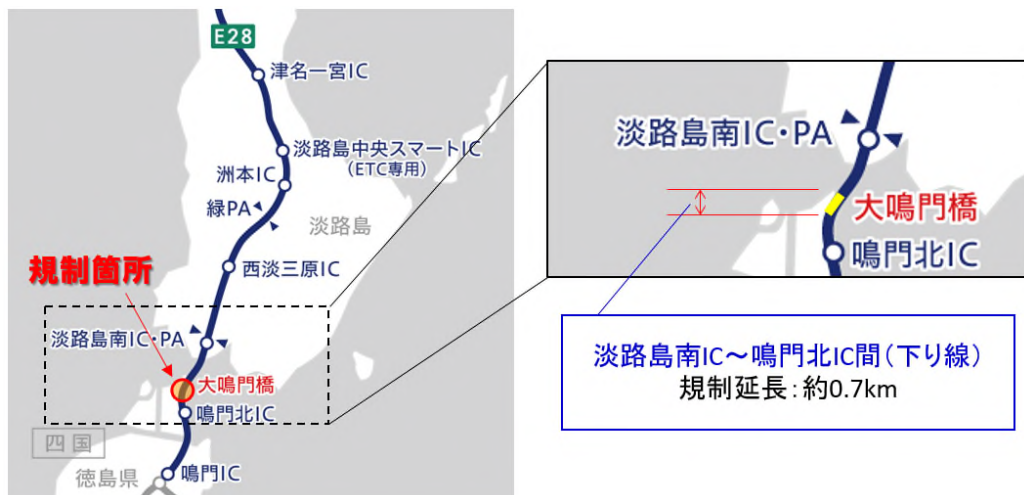 E28
津名一宮IC
淡路島中央スマートIC
(ETC専用)
洲本IC
緑PA
淡路島
西淡三原IC
規制箇所
淡路島南IC・PA
大鳴門橋
鳴門北IC
四国
徳島県
鳴門IC
淡路島南IC・PA
大鳴門橋
鳴門北IC
淡路島南IC～鳴門北IC間(下り線)
規制延長:約0.7km